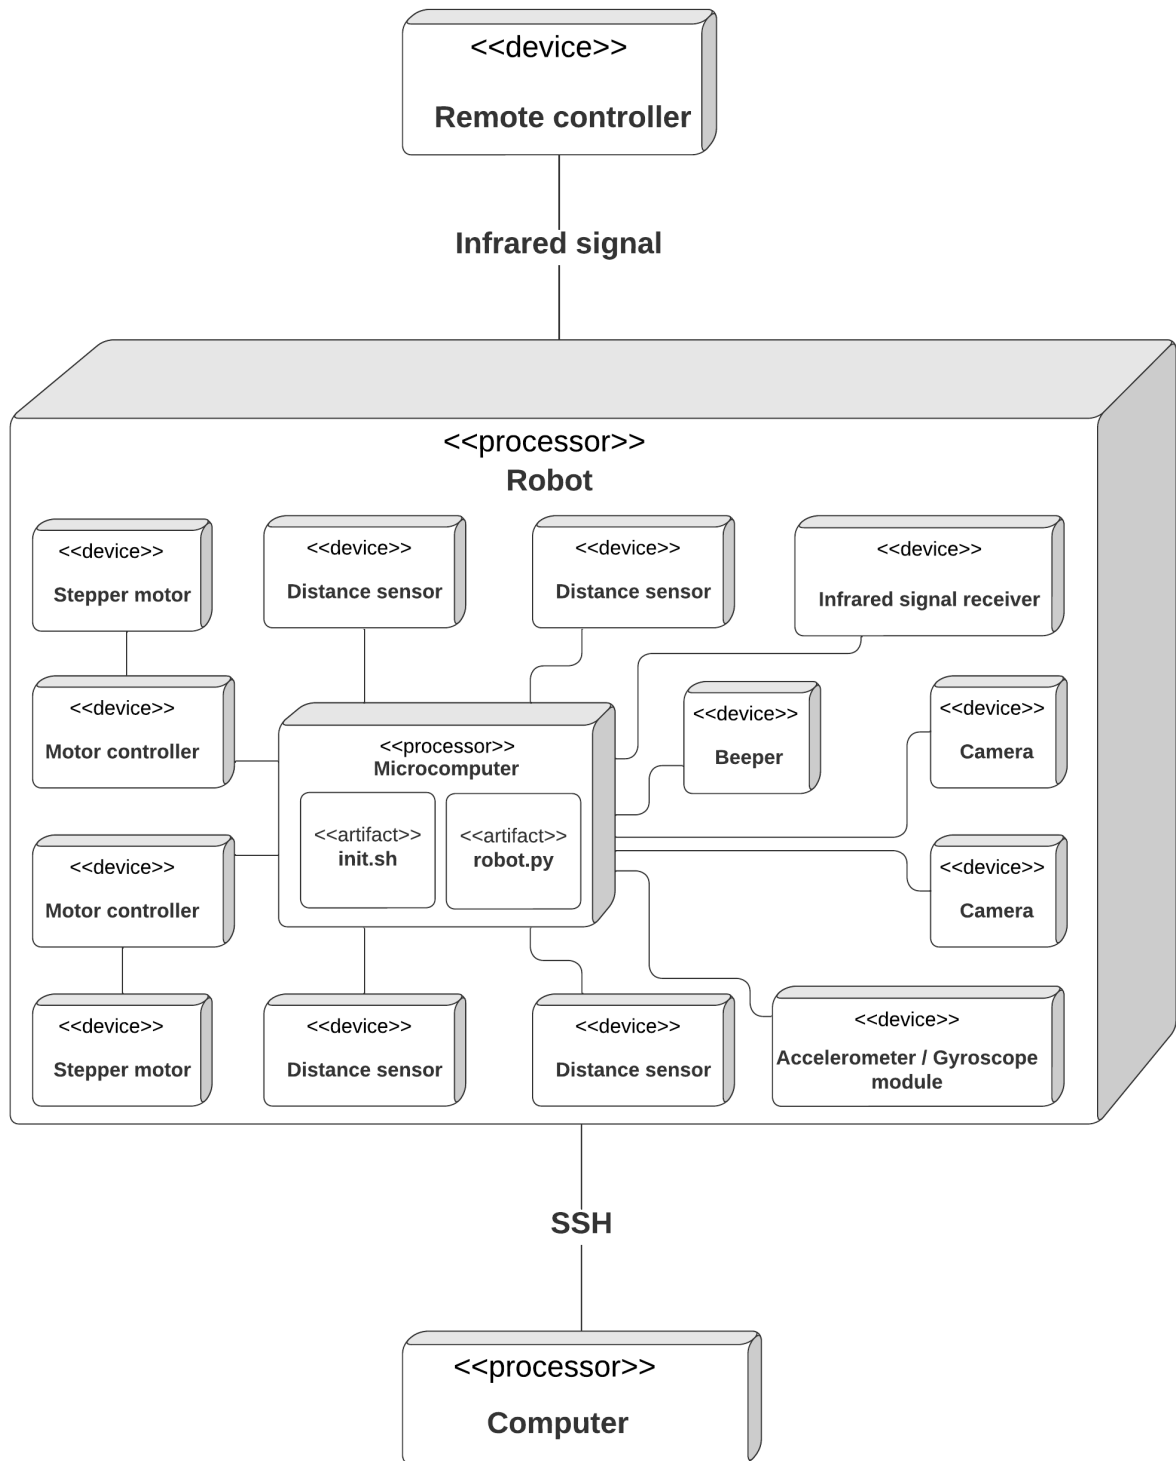 <<device>>
Remote controller
Infrared signal
<<processor>>
Robot
<<device>>
Stepper motor
<<device>>
Distance sensor
<<device>>
Distance sensor
<<device>>
Infrared signal receiver
<<device>>
Motor controller
<<processor>>
Microcomputer
<<artifact>>
init.sh
<<artifact>>
robot.py
<<device>>
Beeper
<<device>>
Camera
<<device>>
Motor controller
<<device>>
Camera
<<device>>
Stepper motor
<<device>>
Distance sensor
<<device>>
Distance sensor
<<device>>
Accelerometer / Gyroscope
module
SSH
<<processor>>
Computer